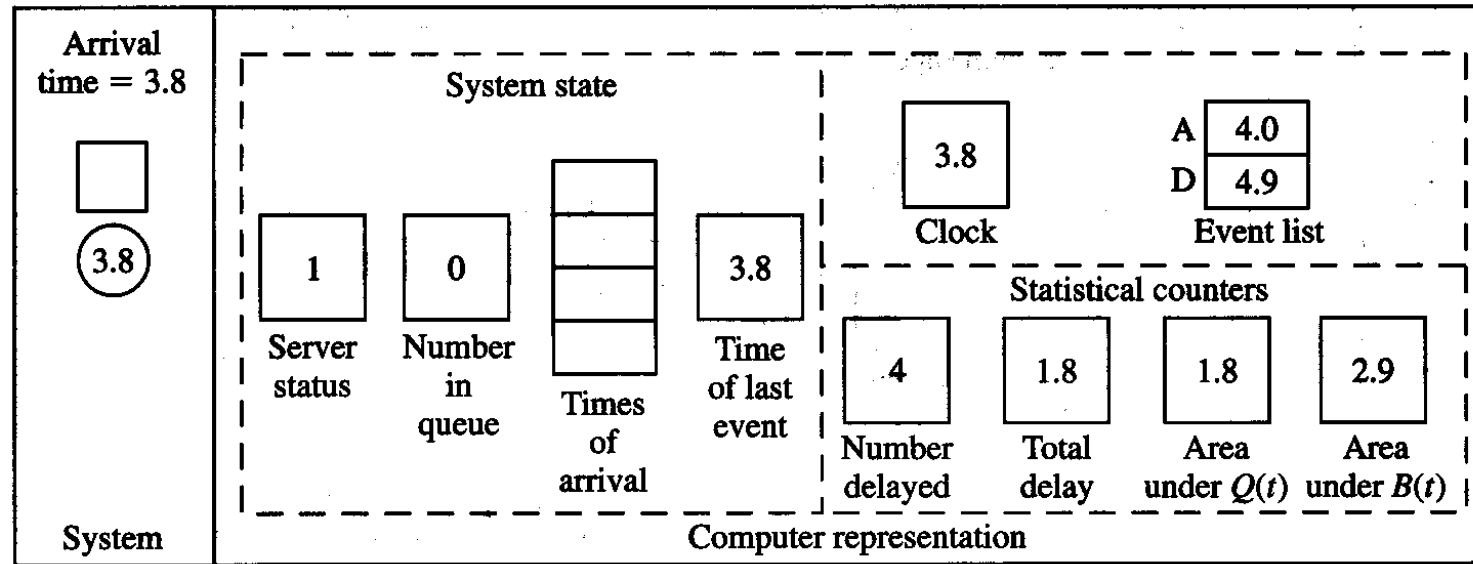 Arrival
time = 3.8
3.8
System
System state
1
Server
status
0
Number
in
queue
Times
of
arrival
3.8
Time
of last
event
3.8
Clock
A 4.0
D 4.9
Event list
Statistical counters
4
Number
delayed
1.8
Total
delay
1.8
Area
under Q(t)
2.9
Area
under B(t)
Computer representation